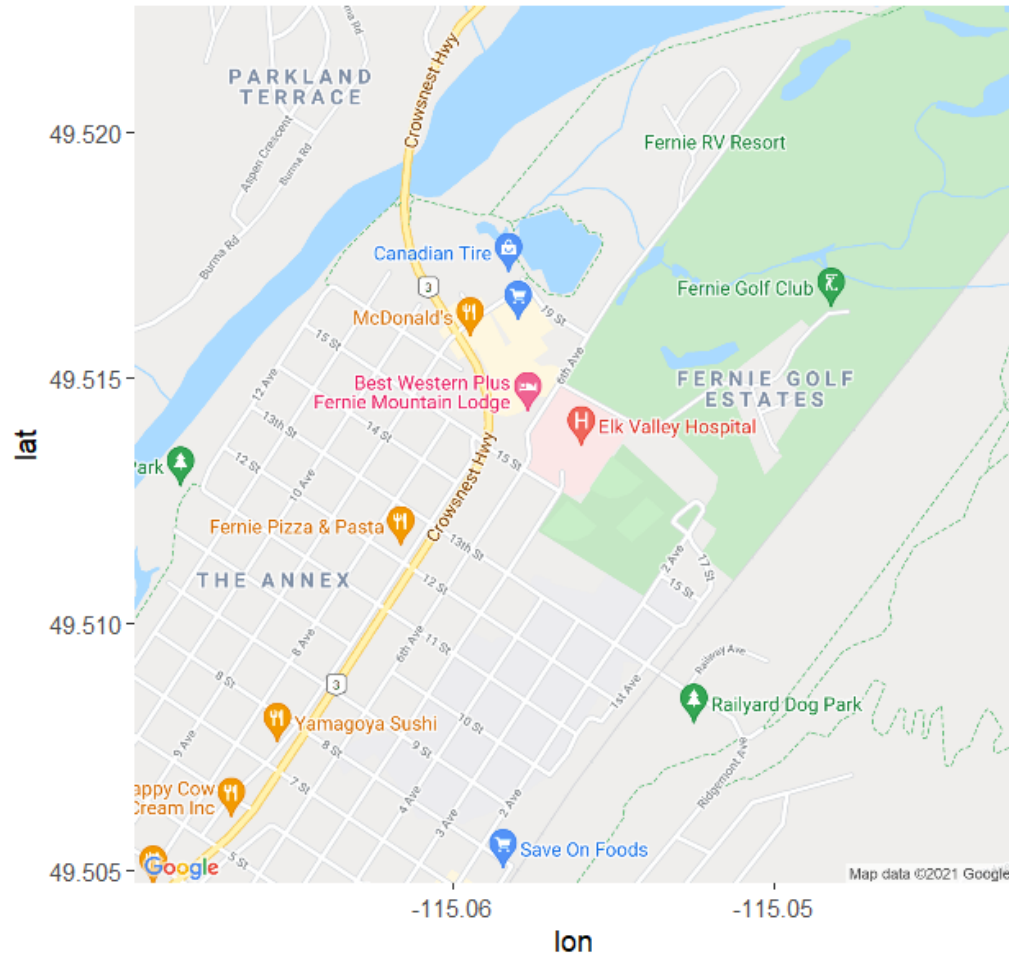 Burma Rd
Burma Rd
PARKLAND
TERRACE
Crowsnest Hwy
49.520
Fernie RV Resort
Aspen Crescent
Burma Rd
Burma Rd
Canadian Tire
3
Fernie Golf Club
McDonald's
19 St
15 St
6th Ave
49.515
12 Ave
Best Western Plus
Fernie Mountain Lodge
FERNIE GOLF
ESTATES
13th St
14 St
H
Elk Valley Hospital
lat
12 St
15 St
Park
10 Ave
Crowsnest Hwy
Fernie Pizza & Pasta
13th St
2 Ave
17 St
THE ANNEX
12 St
15 St
49.510
8 Ave
6th Ave
11 St
Railway Ave
8 St
3
1st Ave
Railyard Dog Park
Yamagoya Sushi
10 St
9 Ave
8 St
9 St
Ridgemont Ave
7 St
appy Cow
Cream Inc
4 Ave
2 Ave
3 Ave
Save On Foods
5 St
49.505
Google
Map data ©2021 Google
-115.06
-115.05
lon